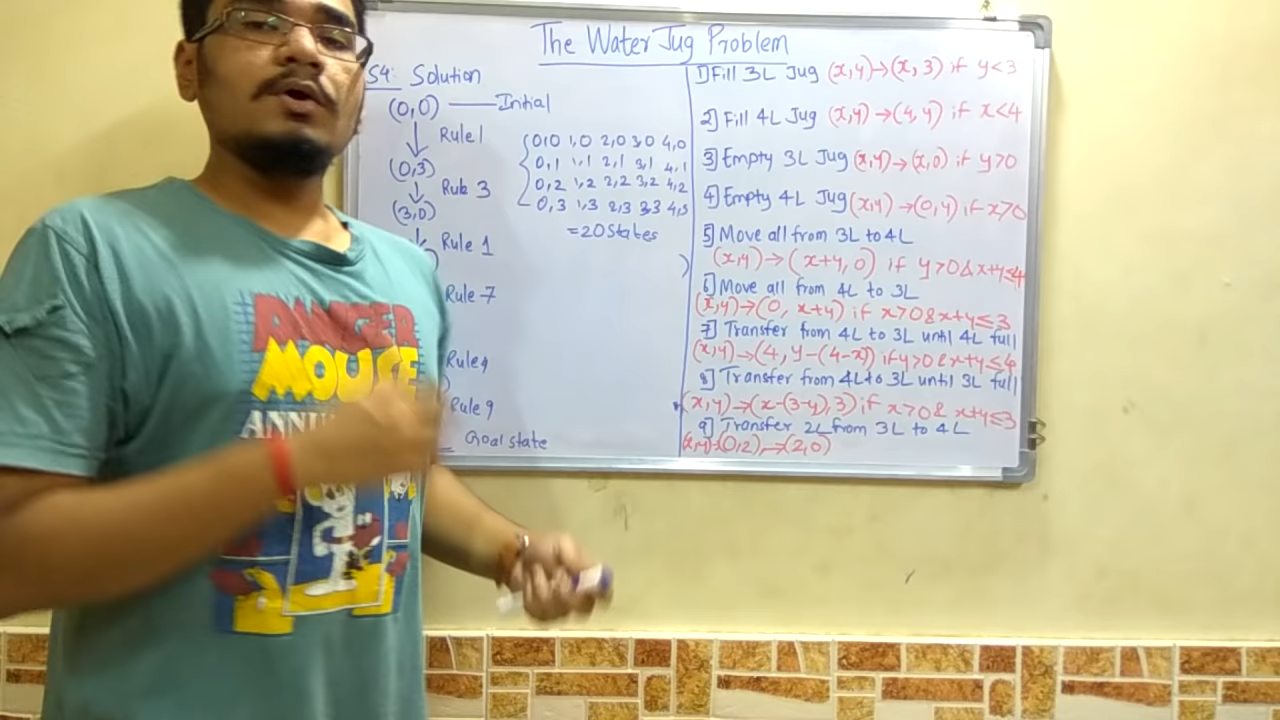 The Water Jug Problem
S4: Solution
(0,0) — Initial
Rule 1
(0,3)
Rule 3
(3,0)
Rule 1
Rule-7
Rule 4
Rule 9
Goal state
0,0 1,0 2,0 3,0 4,0
0,1 1,1 2,1 3,1 4,1
0,2 1,2 2,2 3,2 4,2
0,3 1,3 2,3 3,3 4,3
=20 States
1) Fill 3L Jug (x,y)→(x,3) if y<3
2] Fill 4L Jug (x,y)→(4,y) if x<4
3] Empty 3L Jug (x,y)→(x,0) if y>0
4] Empty 4L Jug (x,y)→(0,y) if x>0
5] Move all from 3L to 4L
(x,y)→(x+y,0) if y>0&x+y≤4
6] Move all from 4L to 3L
(x,y)→(0, x+y) if x>0&x+y≤3
7] Transfer from 4L to 3L until 4L full
(x,y)→(4, y-(4-x)) if y>0&x+y≤4
8] Transfer from 4L to 3L until 3L full
(x,y)→(x-(3-y),3) if x>0& x+y≤3
9] Transfer 2L from 3L to 4L
(0,2)→(2,0)
DANGER
MOUSE